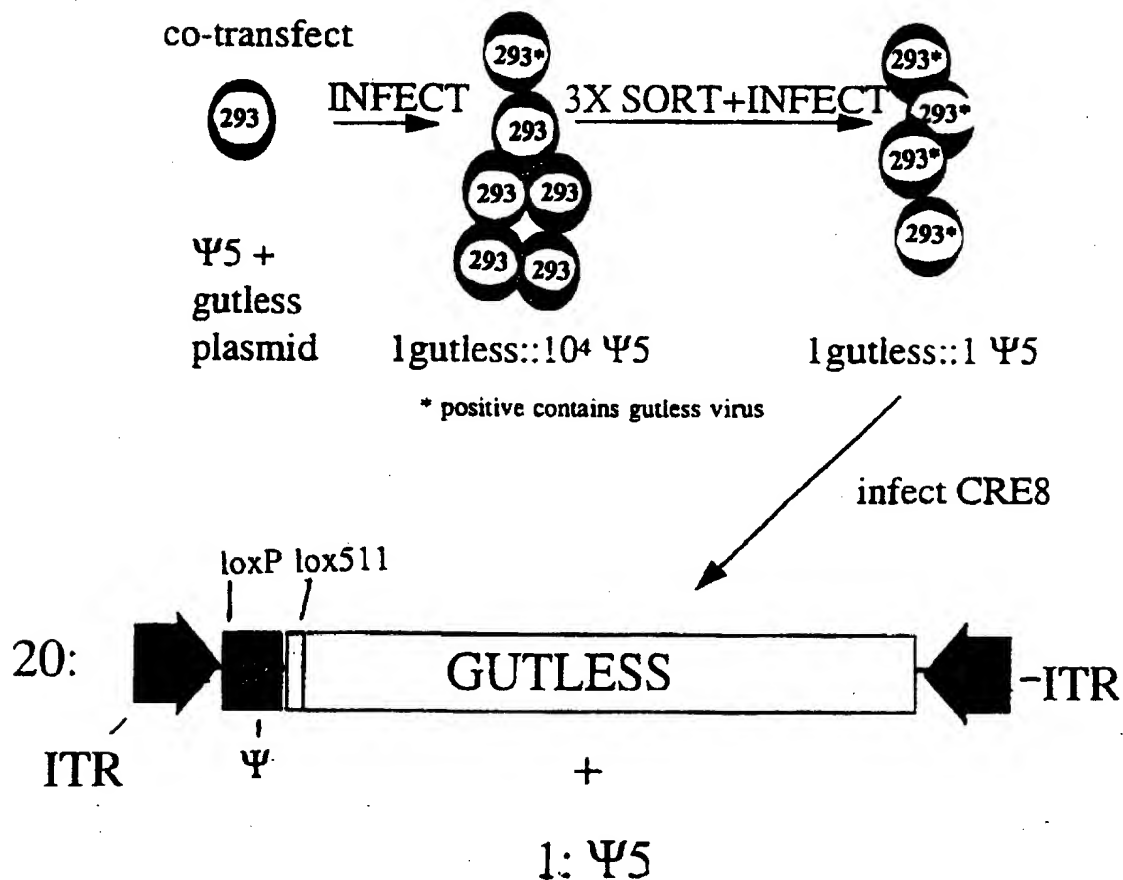 co-transfect
293
INFECT
293*
293
293
293
293
293
3X SORT+INFECT
293*
293*
293*
293*
Ψ5 +
gutless
plasmid
1gutless::10⁴ Ψ5
1gutless::1 Ψ5
* positive contains gutless virus
infect CRE8
loxP lox511
20:
GUTLESS
-ITR
ITR
Ψ
+
1: Ψ5